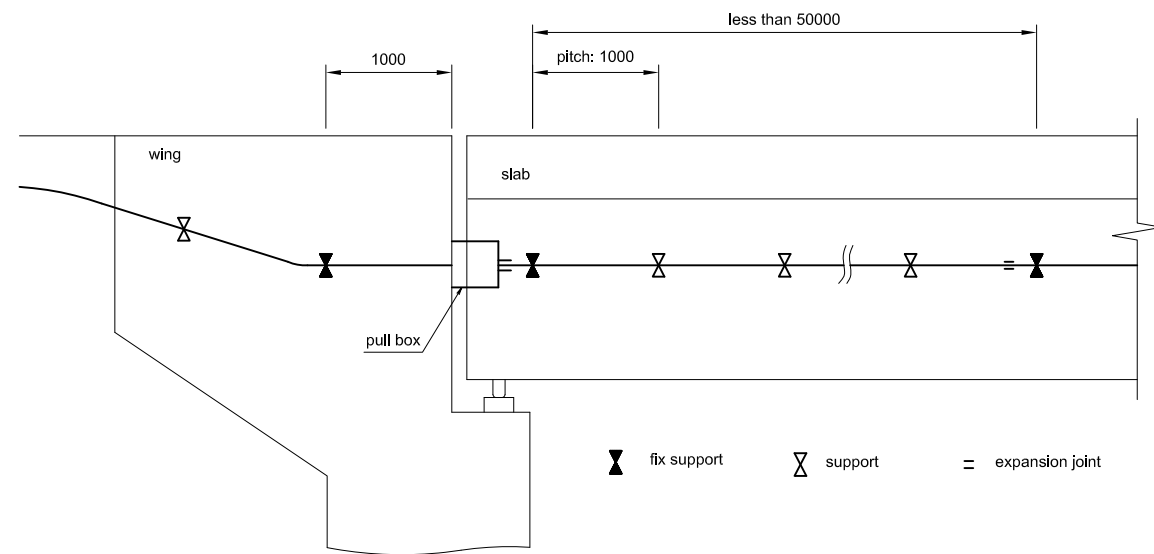 less than 50000
1000
pitch: 1000
wing
slab
pull box
fix support
support
expansion joint